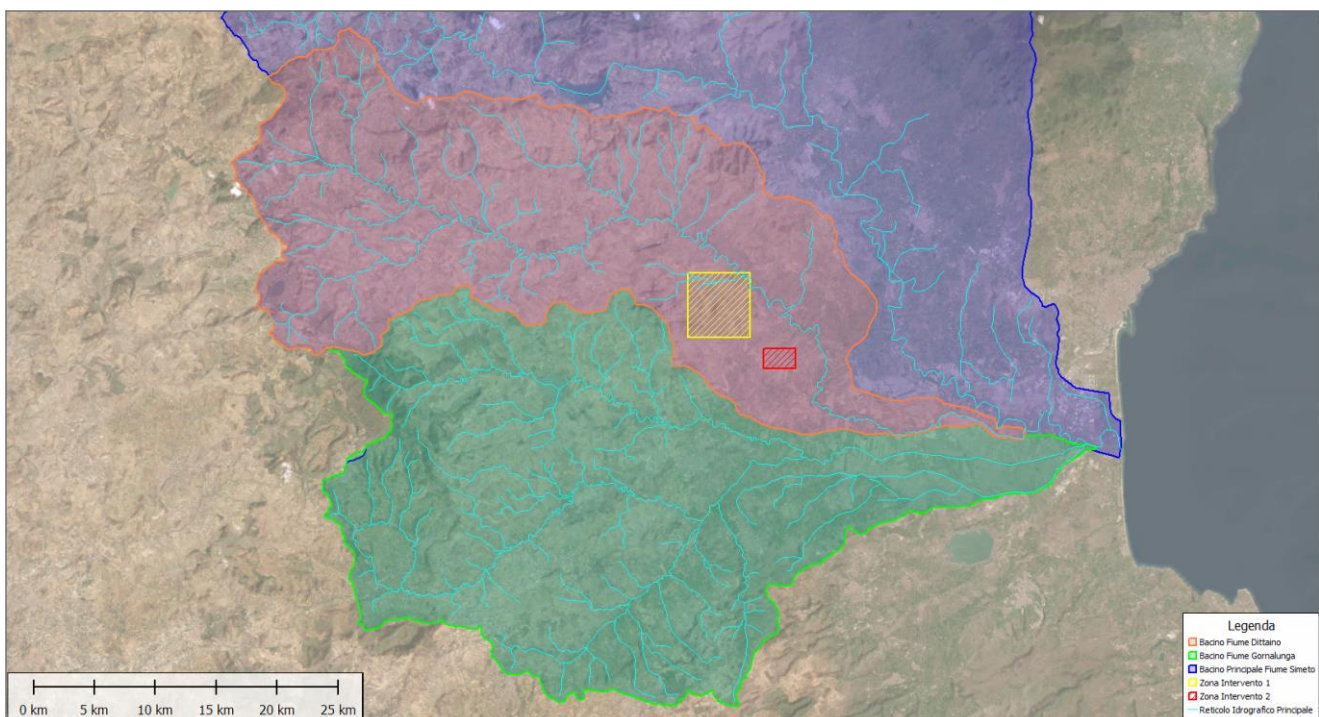 Legenda
Bacino Fiume Dittaino
Bacino Fiume Gornalunga
Bacino Principale Fiume Simeto
Zona Intervento 1
Zona Intervento 2
Reticolo Idrografico Principale
0 km 5 km 10 km 15 km 20 km 25 km